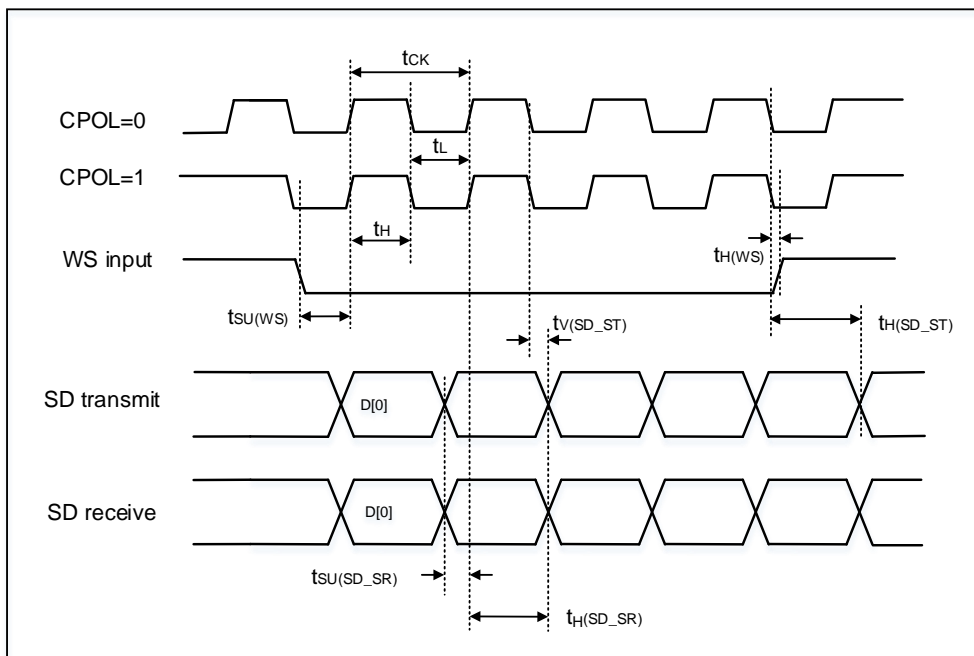 tCK
CPOL=0
tL
CPOL=1
tH
tH(WS)
WS input
tSU(WS)
tV(SD_ST)
tH(SD_ST)
SD transmit
D[0]
SD receive
D[0]
tSU(SD_SR)
tH(SD_SR)